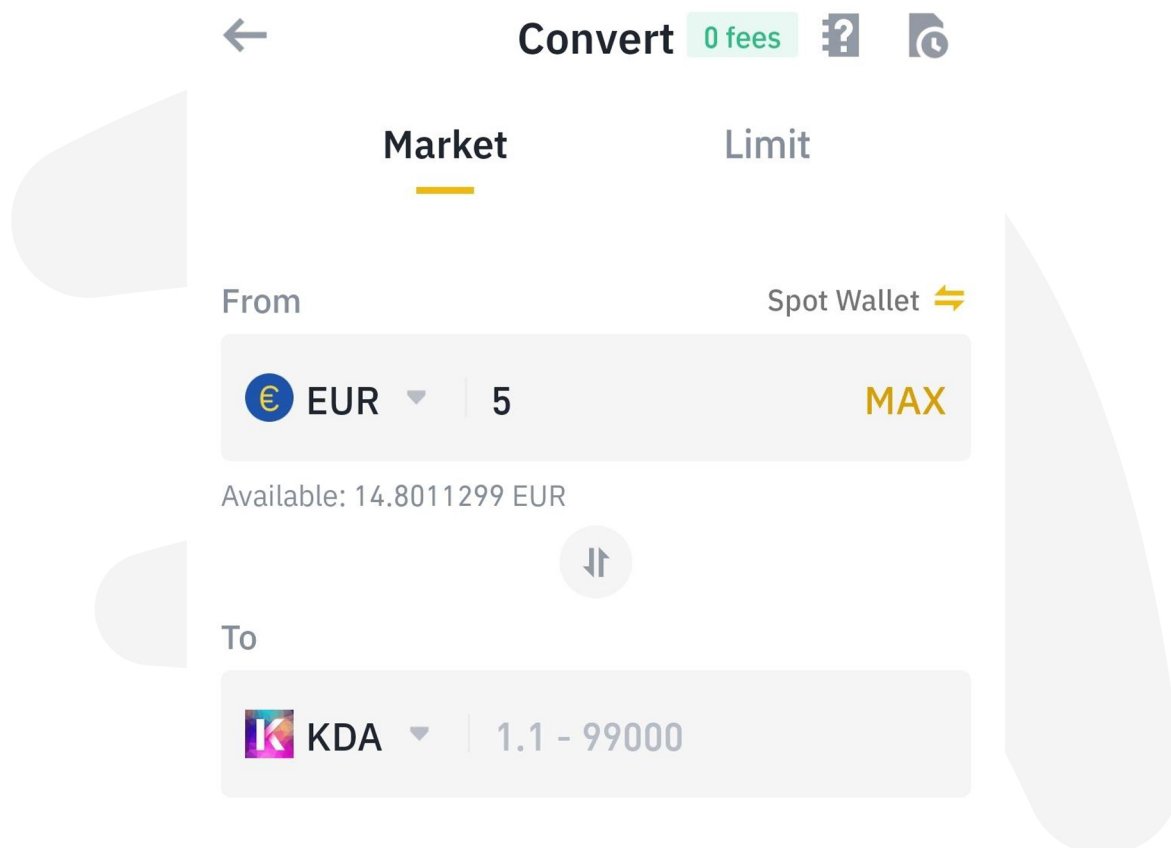 Convert 0 fees
Market Limit
From Spot Wallet
€ EUR 5 MAX
Available: 14.8011299 EUR
To
K KDA 1.1 - 99000